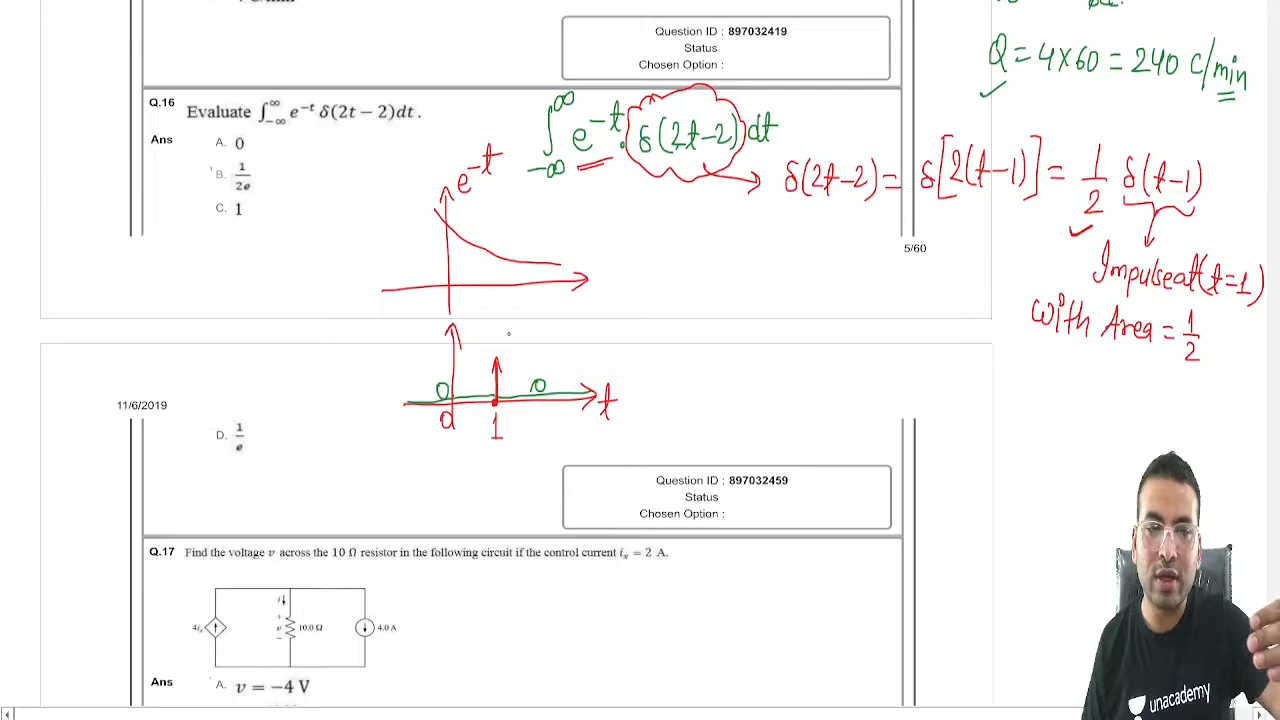 Question ID : 897032419
Status
Chosen Option :
Q = 4×60 = 240 C/min
Q.16 Evaluate ∫_{-∞}^{∞} e^{-t} δ(2t − 2)dt .
∫_{-∞}^{∞} e^{-t} . δ(2t−2) dt
Ans A. 0
B. 1/2e
C. 1
e^{-t}
δ(2t−2) = δ[2(t−1)] = 1/2 δ(t−1)
5/60
Impulse at (t=1)
with Area = 1/2
0 0
11/6/2019
0 1 t
D. 1/e
Question ID : 897032459
Status
Chosen Option :
Q.17 Find the voltage v across the 10 Ω resistor in the following circuit if the control current i_x = 2 A.
i
4i_x + v − 10.0 Ω 4.0 A
Ans A. v = −4 V
unacademy